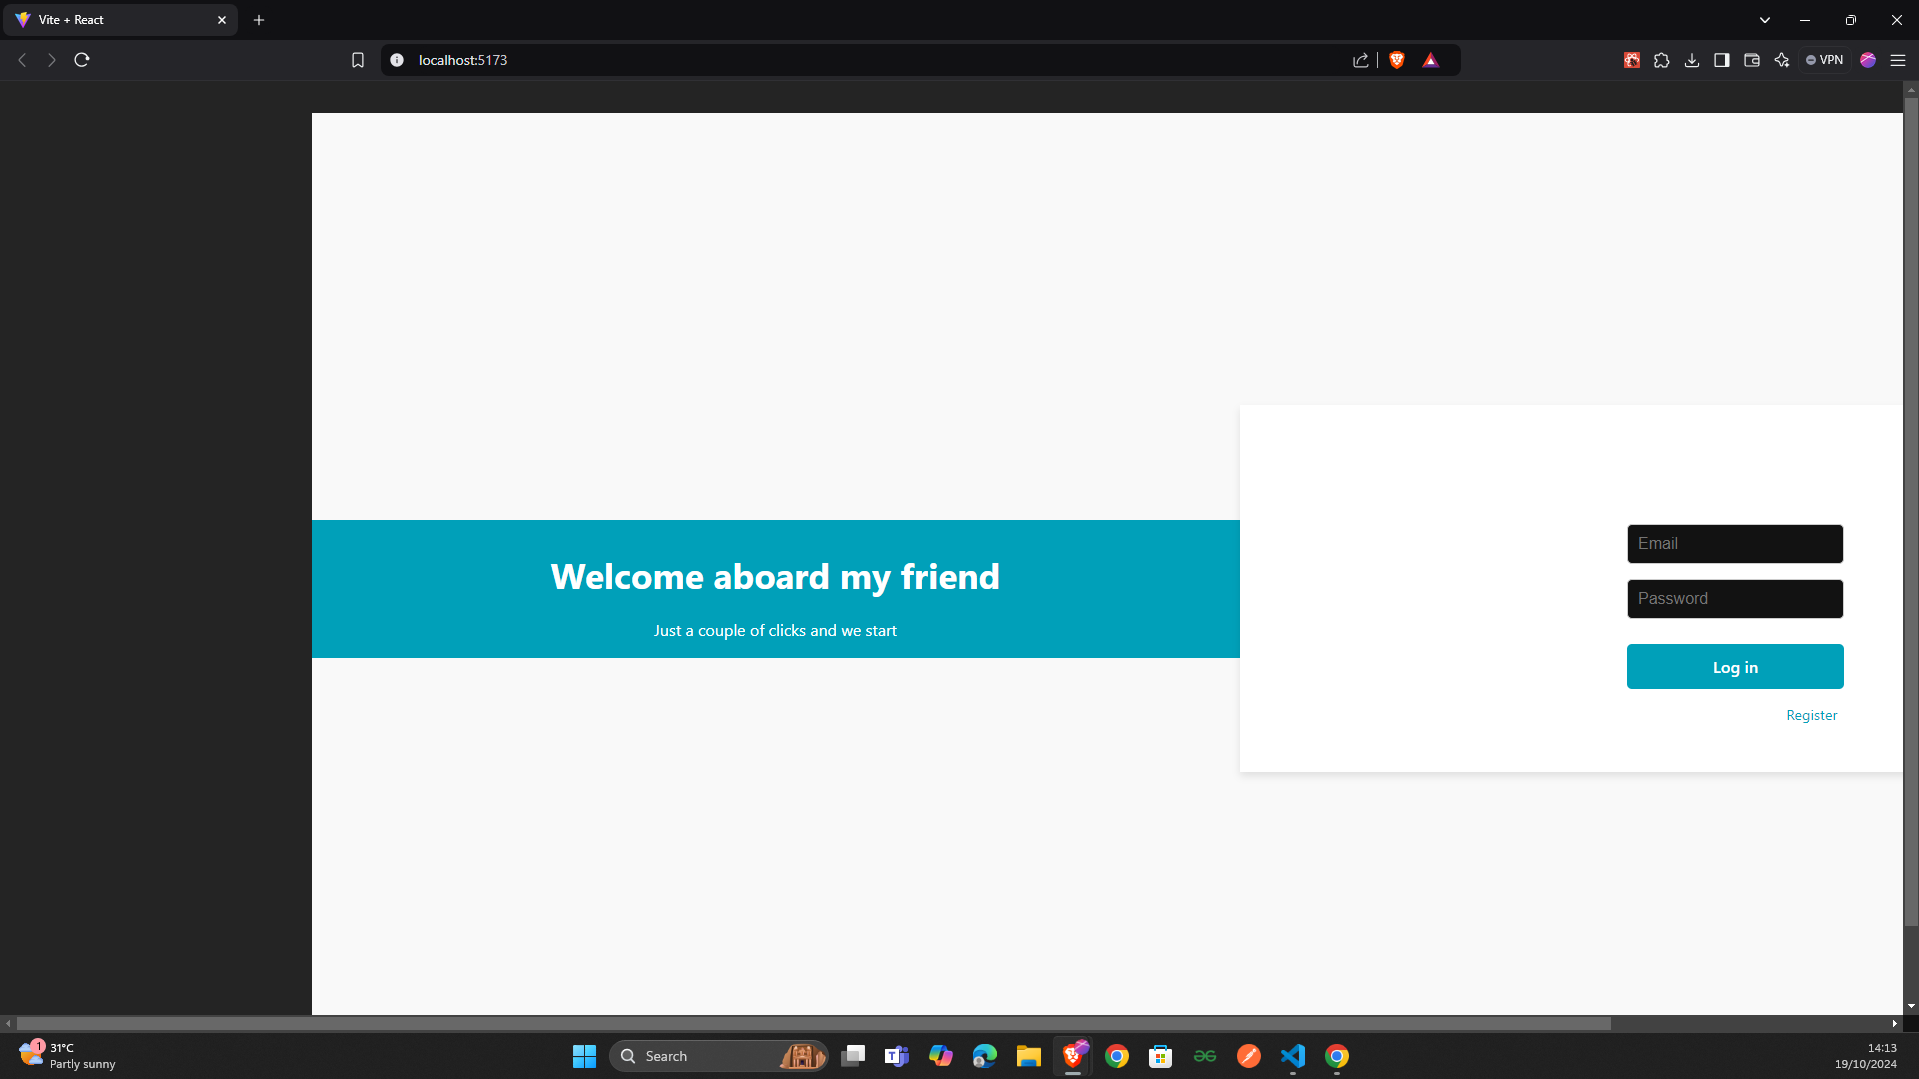 Vite + React
localhost:5173
VPN
Welcome aboard my friend
Just a couple of clicks and we start
Email
Password
Log in
Register
1
31°C
Partly sunny
Search
14:13
19/10/2024